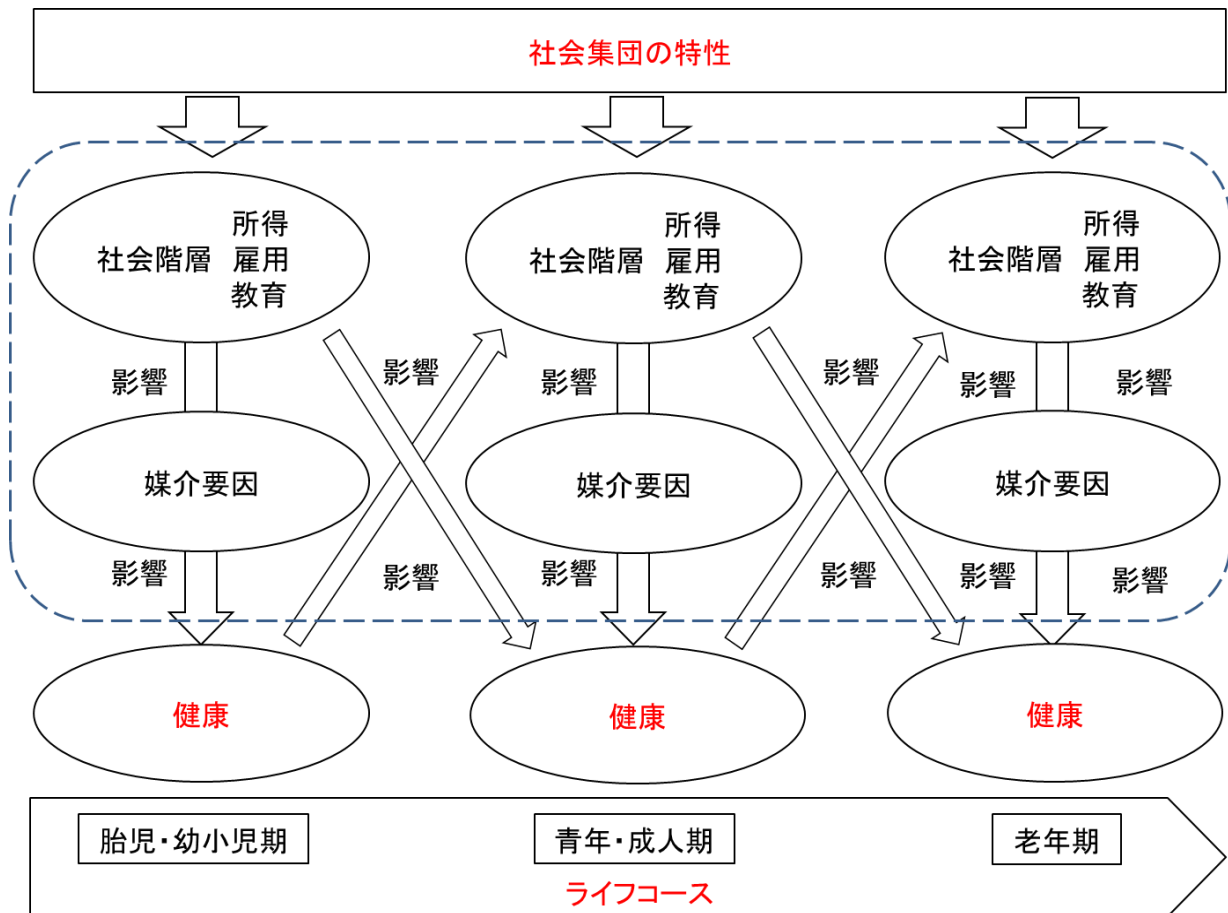 社会集団の特性
所得
社会階層 雇用
教育
所得
社会階層 雇用
教育
所得
社会階層 雇用
教育
影響
影響
影響
影響
影響
影響
媒介要因
媒介要因
媒介要因
影響
影響
影響
影響
影響
影響
健康
健康
健康
胎児・幼小児期
青年・成人期
老年期
ライフコース